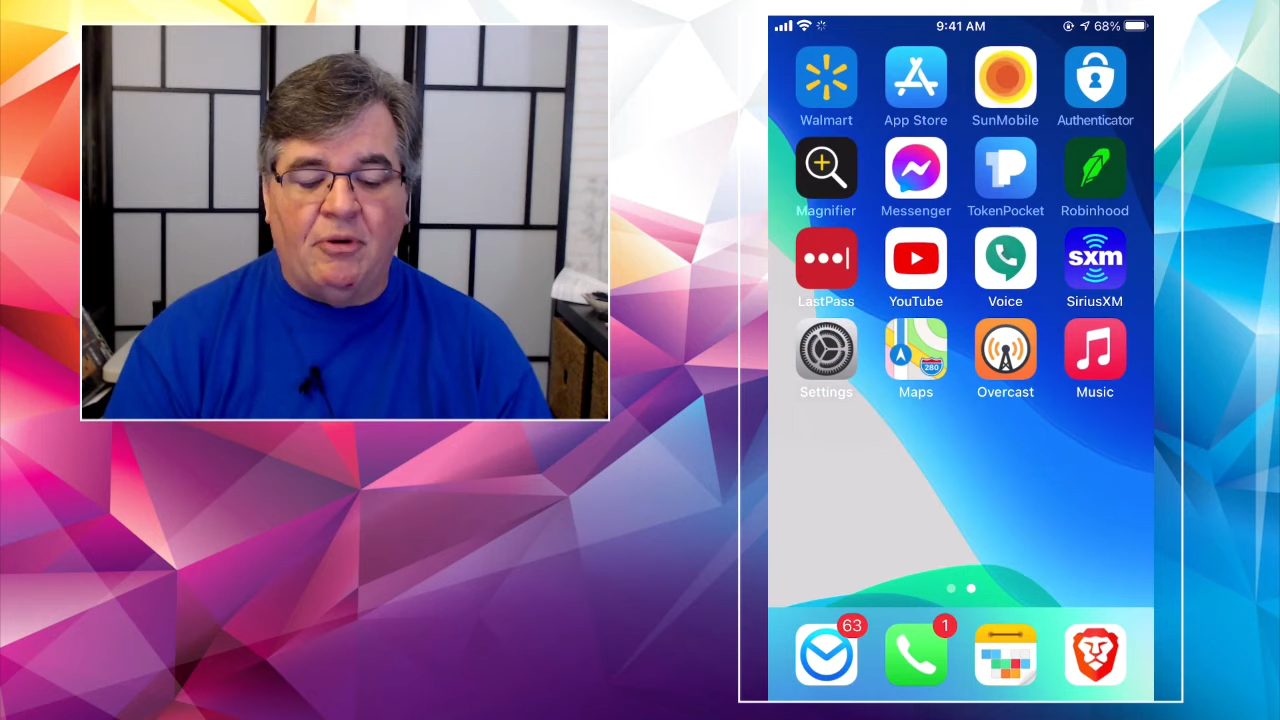 9:41 AM
68%
Walmart
App Store
SunMobile
Authenticator
Magnifier
Messenger
TokenPocket
Robinhood
LastPass
YouTube
Voice
sxm
SiriusXM
280
Settings
Maps
Overcast
Music
63
1